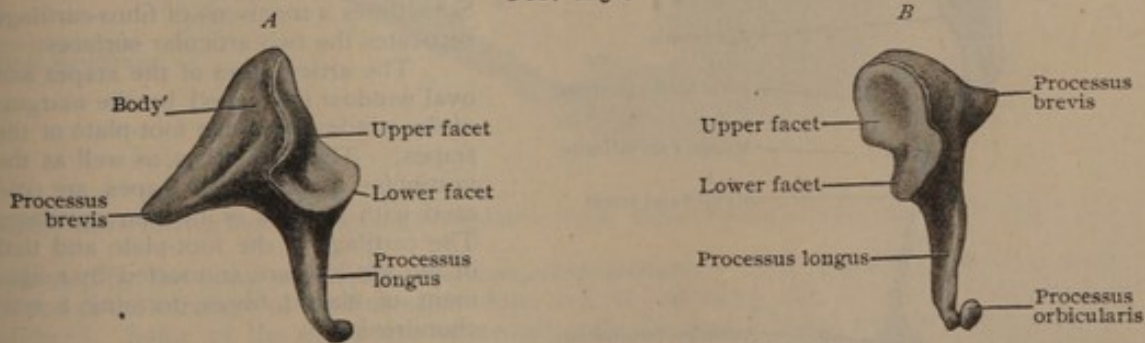 A
B
Body
Upper facet
Lower facet
Processus
brevis
Processus
longus
Processus
brevis
Upper facet
Lower facet
Processus longus
Processus
orbicularis